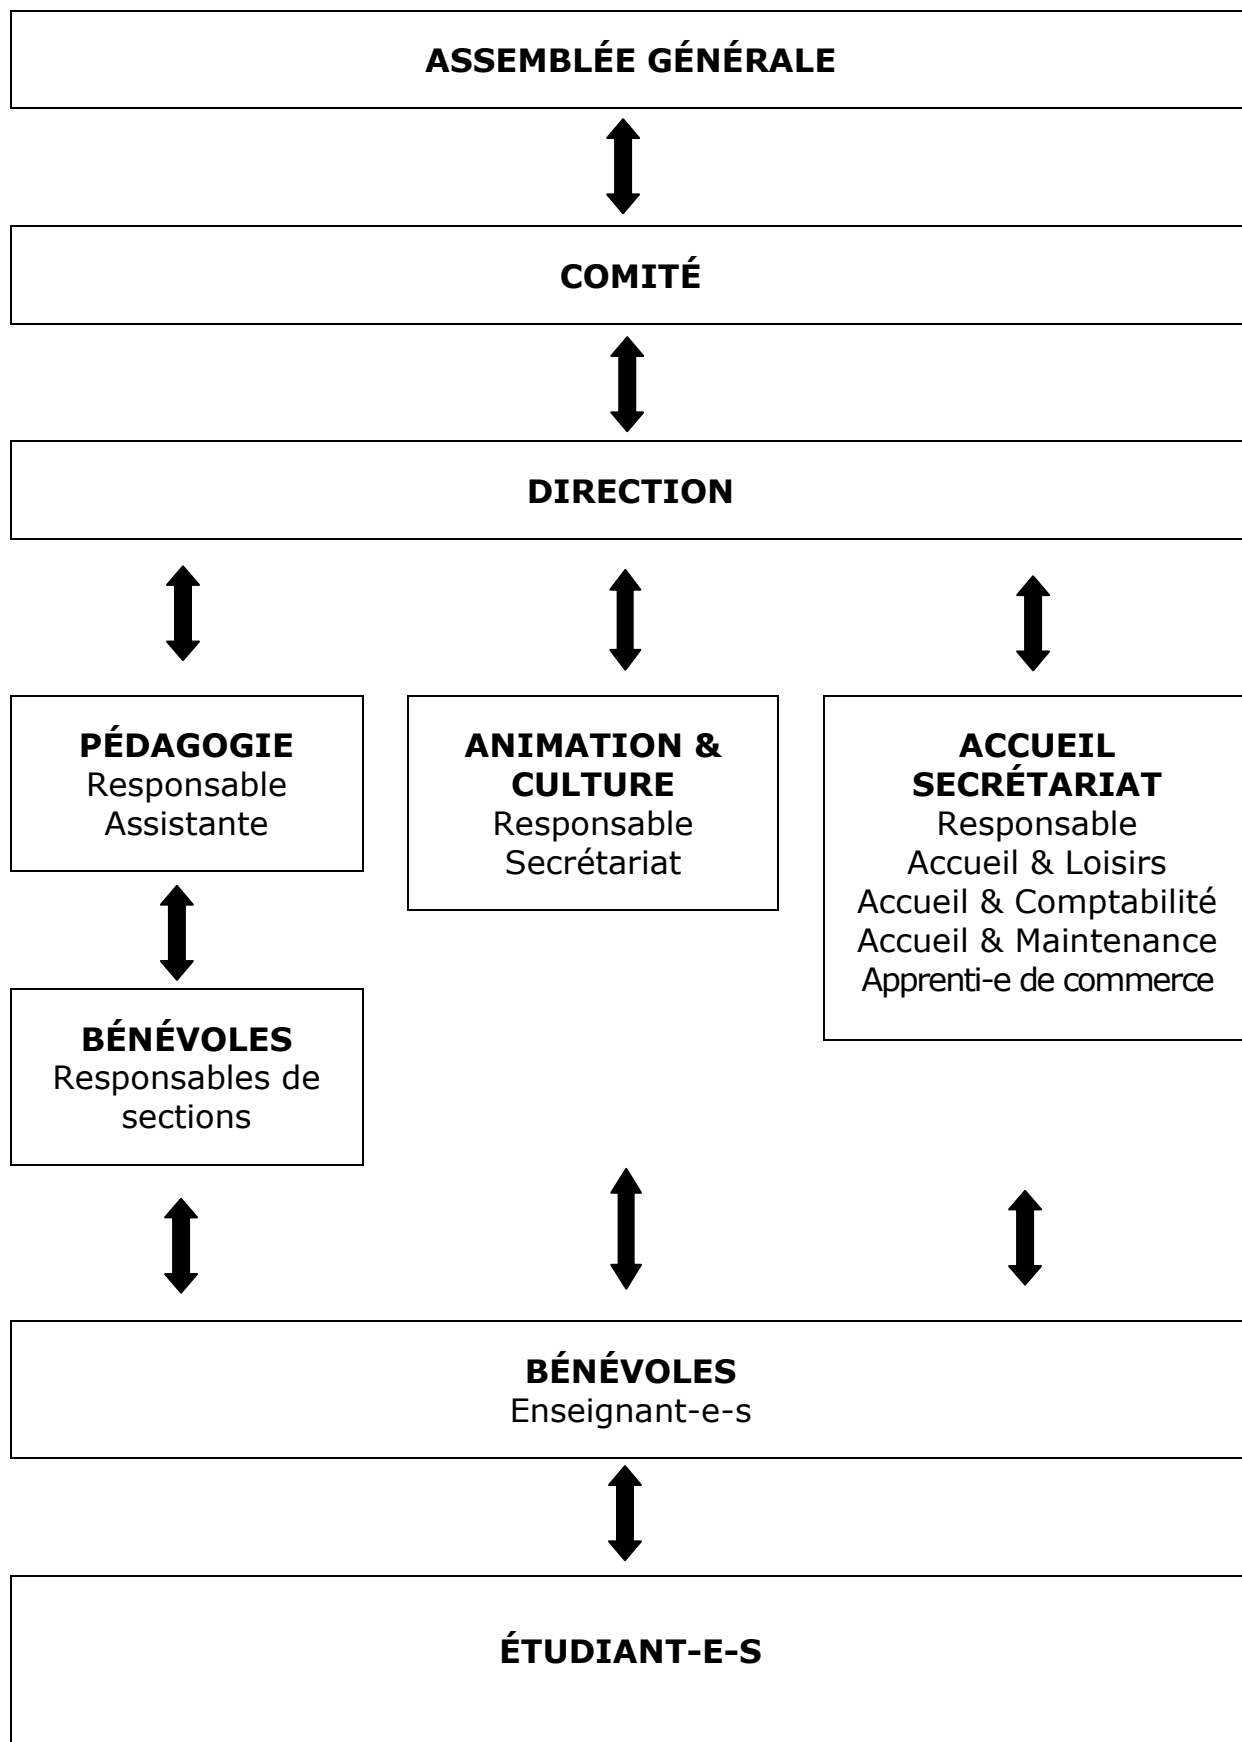 ASSEMBLÉE GÉNÉRALE
COMITÉ
DIRECTION
PÉDAGOGIE
Responsable
Assistante
ANIMATION &
CULTURE
Responsable
Secrétariat
ACCUEIL
SECRÉTARIAT
Responsable
Accueil & Loisirs
Accueil & Comptabilité
Accueil & Maintenance
Apprenti-e de commerce
BÉNÉVOLES
Responsables de
sections
BÉNÉVOLES
Enseignant-e-s
ÉTUDIANT-E-S